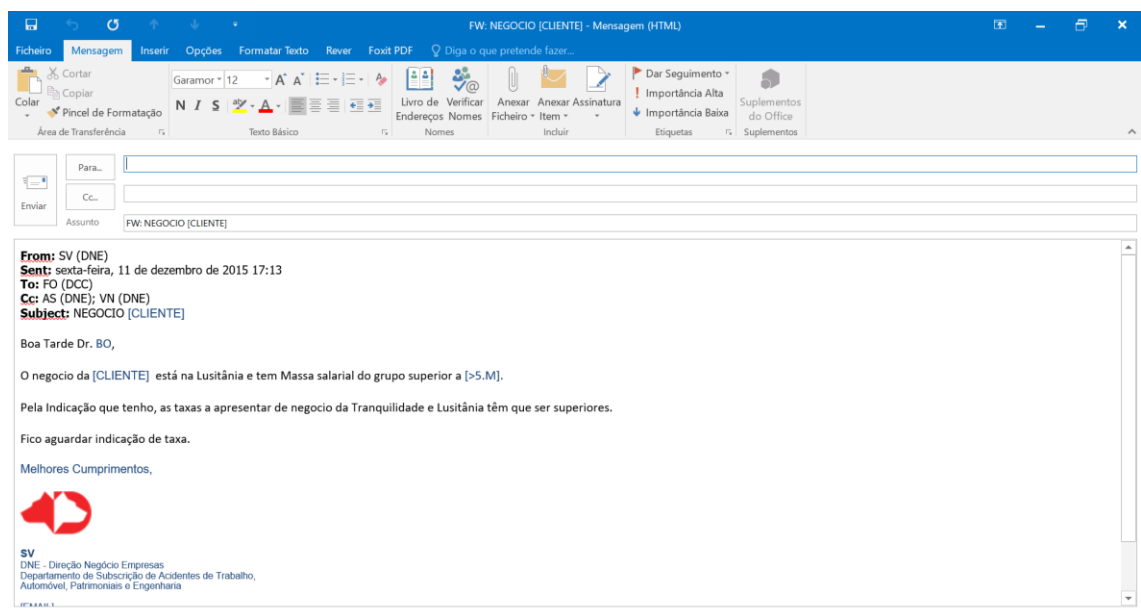 FW: NEGOCIO [CLIENTE] - Mensagem (HTML)
Ficheiro Mensagem Inserir Opções Formatar Texto Rever Foxit PDF Diga o que pretende fazer...
Colar
Cortar
Copiar
Pincel de Formatação
Área de Transferência
Garamor 12
N I S
Texto Básico
Livro de Endereços
Verificar Nomes
Nomes
Anexar Ficheiro
Anexar Item
Assinatura
Incluir
Dar Seguimento
Importância Alta
Importância Baixa
Etiquetas
Suplementos do Office
Suplementos
Enviar
Para...
Cc...
Assunto FW: NEGOCIO [CLIENTE]
From: SV (DNE)
Sent: sexta-feira, 11 de dezembro de 2015 17:13
To: FO (DCC)
Cc: AS (DNE); VN (DNE)
Subject: NEGOCIO [CLIENTE]
Boa Tarde Dr. BO,
O negocio da [CLIENTE] está na Lusitânia e tem Massa salarial do grupo superior a [>5.M].
Pela Indicação que tenho, as taxas a apresentar de negocio da Tranquilidade e Lusitânia têm que ser superiores.
Fico aguardar indicação de taxa.
Melhores Cumprimentos,
SV
DNE - Direção Negócio Empresas
Departamento de Subscrição de Acidentes de Trabalho,
Automóvel, Patrimoniais e Engenharia